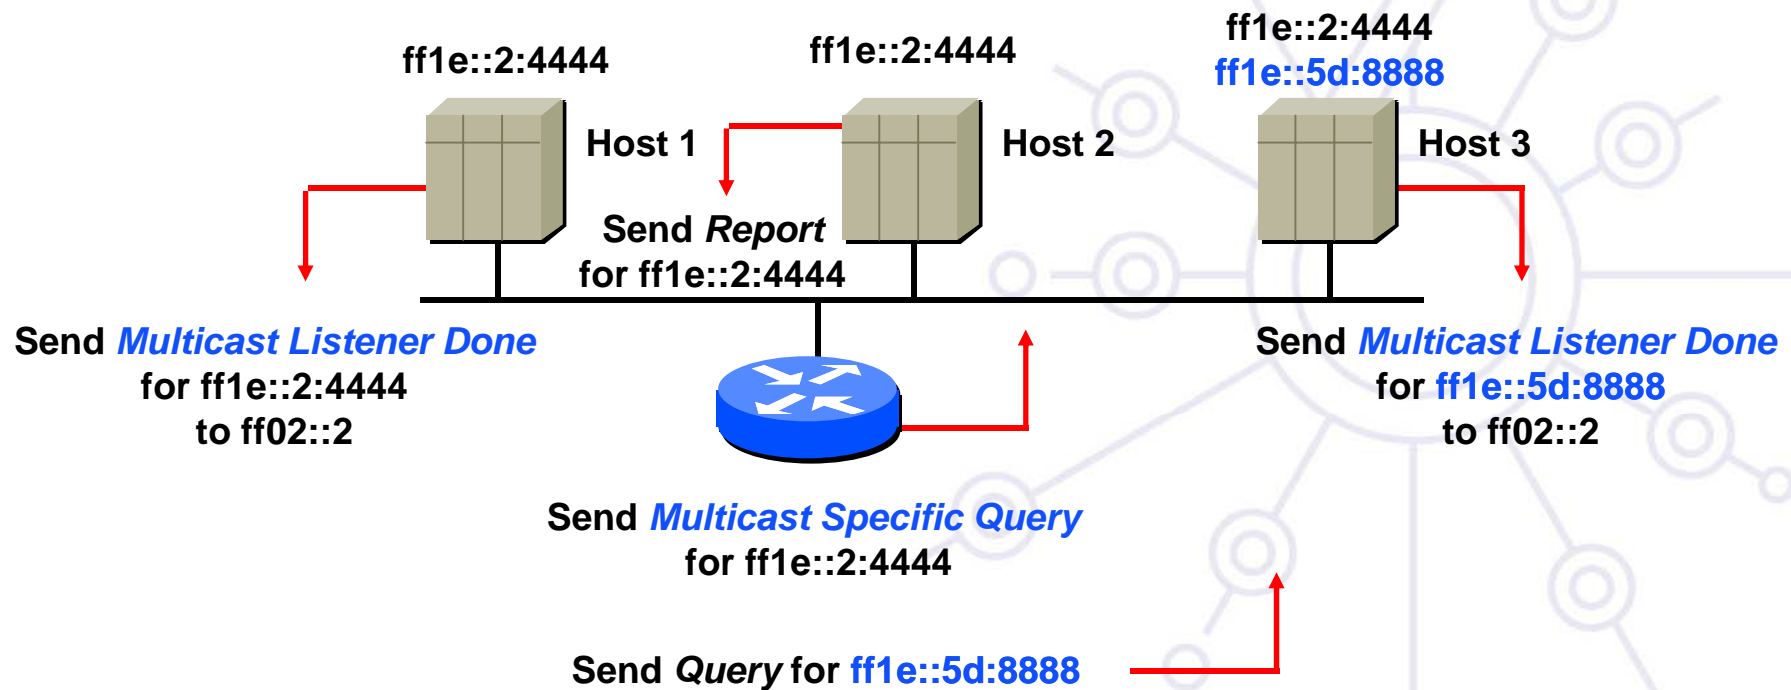 ff1e::2:4444
ff1e::2:4444
ff1e::2:4444
ff1e::5d:8888
Host 1
Host 2
Host 3
Send Report
for ff1e::2:4444
Send Multicast Listener Done
for ff1e::2:4444
to ff02::2
Send Multicast Listener Done
for ff1e::5d:8888
to ff02::2
Send Multicast Specific Query
for ff1e::2:4444
Send Query for ff1e::5d:8888